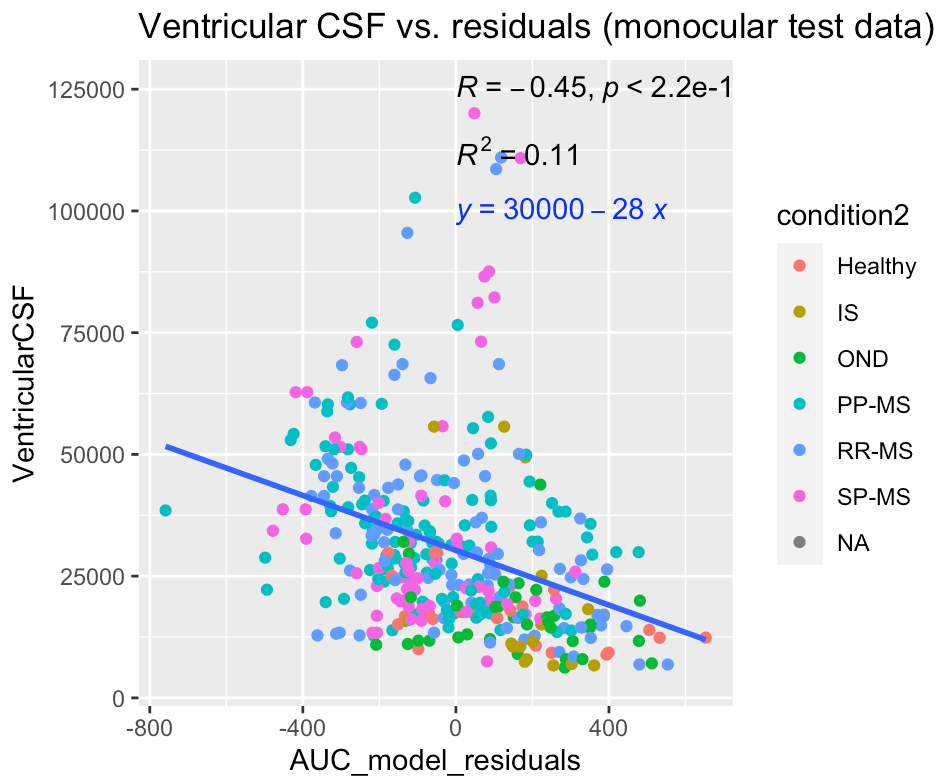 Ventricular CSF vs. residuals (monocular test data)
VentricularCSF
125000
100000
75000
50000
25000
0
R = −0.45, p < 2.2e-1
R² = 0.11
y = 30000 − 28 x
-800 -400 0 400
AUC_model_residuals
condition2
Healthy
IS
OND
PP-MS
RR-MS
SP-MS
NA